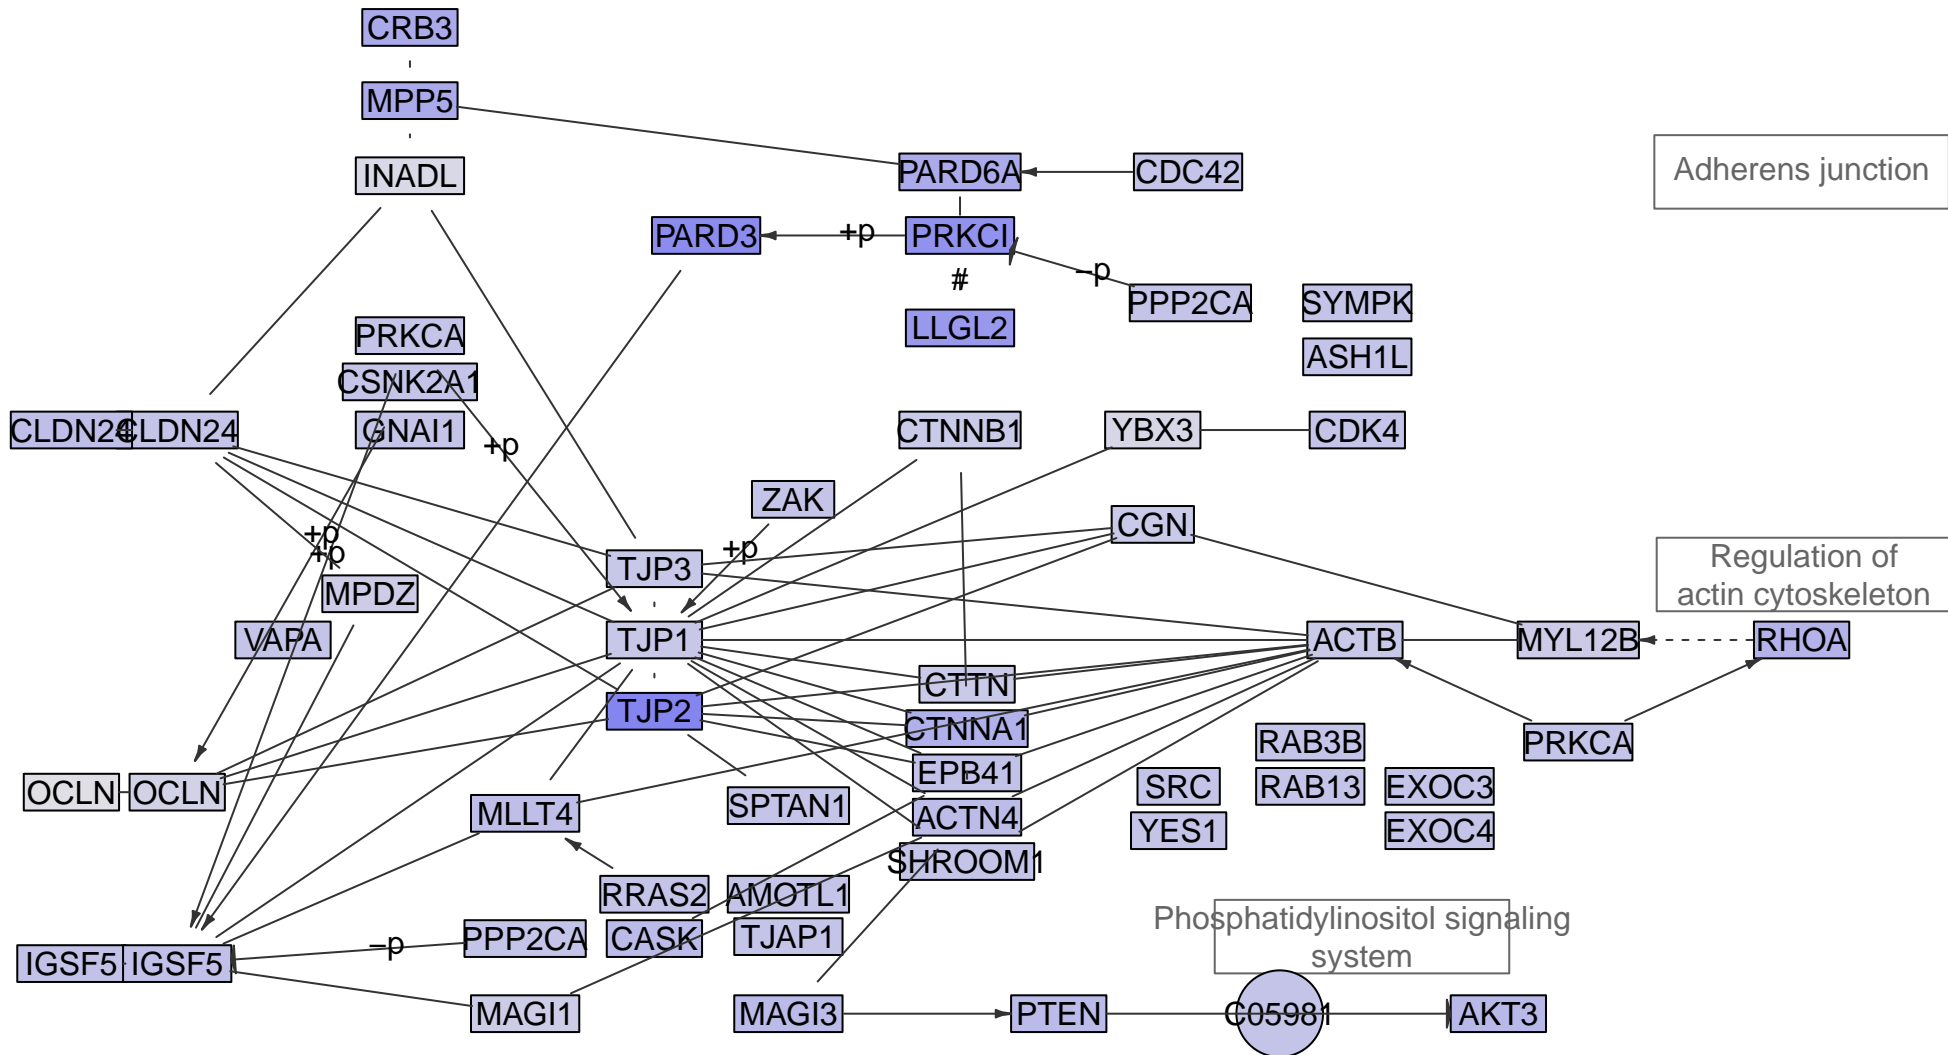 CRB3
MPP5
INADL
PARD6A
CDC42
Adherens junction
PARD3
+p
PRKCI
#
−p
PPP2CA
SYMPK
LLGL2
PRKCA
ASH1L
CSNK2A1
CLDN24
CLDN24
GNAI1
+p
CTNNB1
YBX3
CDK4
ZAK
CGN
+p
+p
+p
TJP3
Regulation of
actin cytoskeleton
MPDZ
VAPA
TJP1
ACTB
MYL12B
RHOA
CTTN
TJP2
CTNNA1
RAB3B
PRKCA
EPB41
OCLN
OCLN
SRC
RAB13
EXOC3
MLLT4
SPTAN1
ACTN4
YES1
EXOC4
SHROOM1
RRAS2
AMOTL1
Phosphatidylinositol signaling
system
PPP2CA
CASK
TJAP1
−p
IGSF5
IGSF5
MAGI1
MAGI3
PTEN
C05981
AKT3